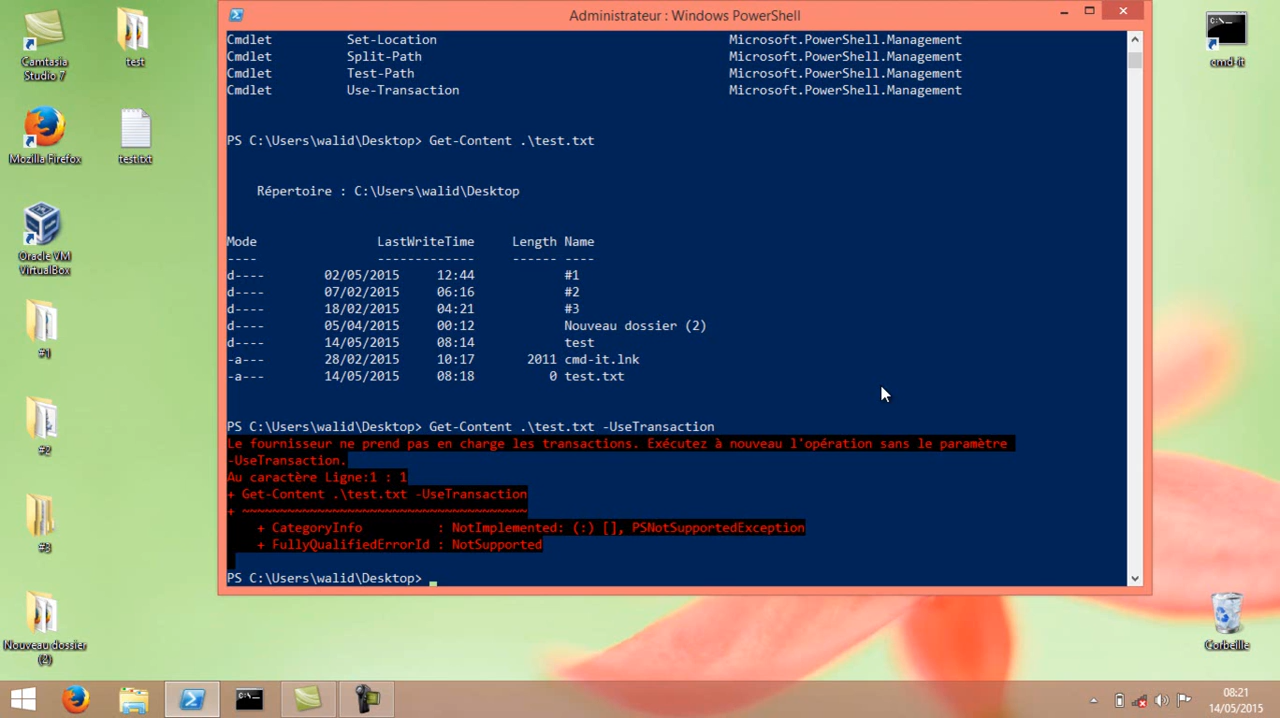 Administrateur : Windows PowerShell
Cmdlet Set-Location Microsoft.PowerShell.Management
Cmdlet Split-Path Microsoft.PowerShell.Management
Cmdlet Test-Path Microsoft.PowerShell.Management
Cmdlet Use-Transaction Microsoft.PowerShell.Management
PS C:\Users\walid\Desktop> Get-Content .\test.txt
Répertoire : C:\Users\walid\Desktop
Mode LastWriteTime Length Name
---- ------------- ------ ----
d---- 02/05/2015 12:44 #1
d---- 07/02/2015 06:16 #2
d---- 18/02/2015 04:21 #3
d---- 05/04/2015 00:12 Nouveau dossier (2)
d---- 14/05/2015 08:14 test
-a--- 28/02/2015 10:17 2011 cmd-it.lnk
-a--- 14/05/2015 08:18 0 test.txt
PS C:\Users\walid\Desktop> Get-Content .\test.txt -UseTransaction
Le fournisseur ne prend pas en charge les transactions. Exécutez à nouveau l'opération sans le paramètre
-UseTransaction.
Au caractère Ligne:1 : 1
+ Get-Content .\test.txt -UseTransaction
+ ~~~~~~~~~~~~~~~~~~~~~~~~~~~~~~~~~~~~~~
+ CategoryInfo : NotImplemented: (:) [], PSNotSupportedException
+ FullyQualifiedErrorId : NotSupported
PS C:\Users\walid\Desktop>
Camtasia
Studio 7
test
Mozilla Firefox
test.txt
Oracle VM
VirtualBox
#1
#2
#3
Nouveau dossier
(2)
C:\_
cmd-it
Corbeille
C:\_
08:21
14/05/2015